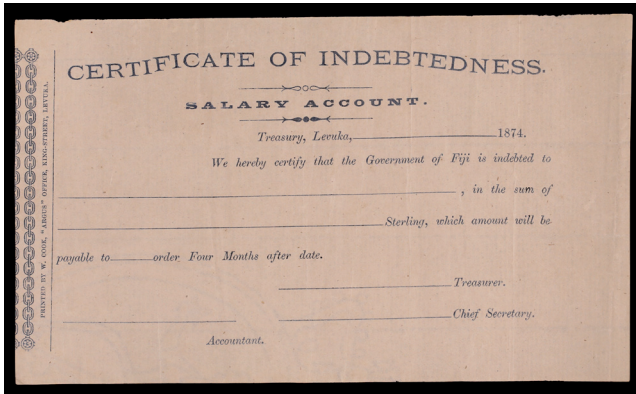 CERTIFICATE OF INDEBTEDNESS.
SALARY ACCOUNT.
Treasury, Levuka, 1874.
We hereby certify that the Government of Fiji is indebted to
, in the sum of
Sterling, which amount will be
payable to order Four Months after date.
Treasurer.
Chief Secretary.
Accountant.
PRINTED BY W. COOK, "ARGUS" OFFICE, KING-STREET, LEVUKA.